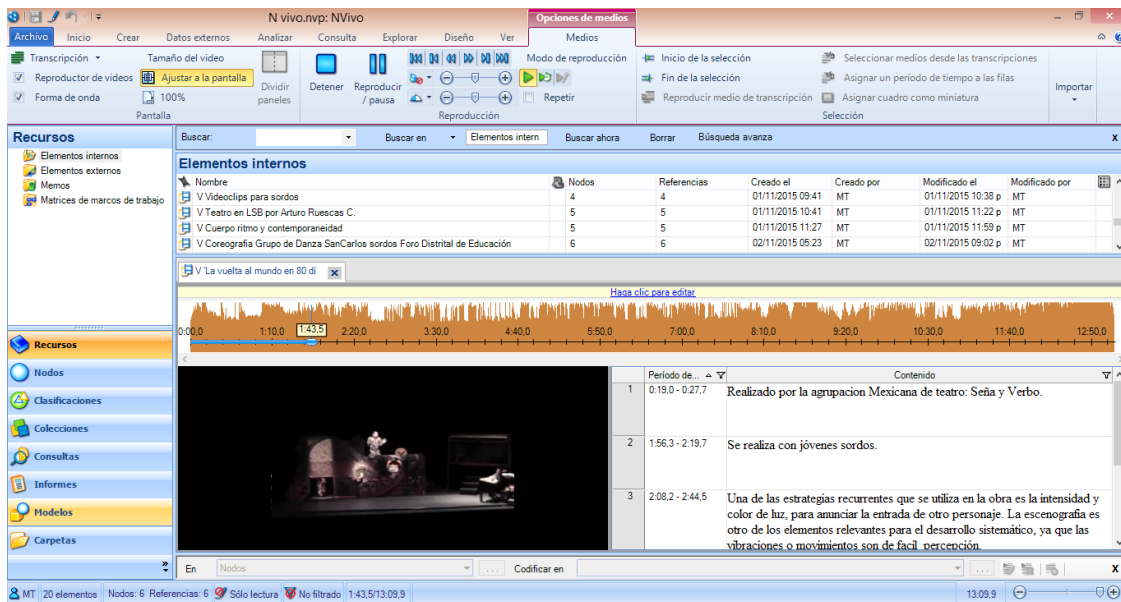 N vivo.nvp: NVivo
Opciones de medios
Archivo Inicio Crear Datos externos Analizar Consulta Explorar Diseño Ver Medios
Transcripción
Reproductor de videos
Forma de onda
Tamaño del video
Ajustar a la pantalla
100%
Pantalla
Dividir paneles
Detener
Reproducir / pausa
Modo de reproducción
Repetir
Reproducción
Inicio de la selección
Fin de la selección
Reproducir medio de transcripción
Seleccionar medios desde las transcripciones
Asignar un período de tiempo a las filas
Asignar cuadro como miniatura
Selección
Importar
Recursos
Elementos internos
Elementos externos
Memos
Matrices de marcos de trabajo
Buscar: Buscar en Elementos intern Buscar ahora Borrar Búsqueda avanza x
Elementos internos
Nombre Nodos Referencias Creado el Creado por Modificado el Modificado por
V Videoclips para sordos 4 4 01/11/2015 09:41 MT 01/11/2015 10:38 p MT
V Teatro en LSB por Arturo Ruescas C. 5 5 01/11/2015 10:41 MT 01/11/2015 11:22 p MT
V Cuerpo ritmo y contemporaneidad 5 5 01/11/2015 11:27 MT 01/11/2015 11:59 p MT
V Coreografia Grupo de Danza SanCarlos sordos Foro Distrital de Educación 6 6 02/11/2015 05:23 MT 02/11/2015 09:02 p MT
V 'La vuelta al mundo en 80 dí x
Haga clic para editar
0:00,0 1:10,0 1:43,5 2:20,0 3:30,0 4:40,0 5:50,0 7:00,0 8:10,0 9:20,0 10:30,0 11:40,0 12:50,0
Recursos
Nodos
Clasificaciones
Colecciones
Consultas
Informes
Modelos
Carpetas
Período de... Contenido
1 0:19,0 - 0:27,7 Realizado por la agrupacion Mexicana de teatro: Seña y Verbo.
2 1:56,3 - 2:19,7 Se realiza con jóvenes sordos.
3 2:08,2 - 2:44,5 Una de las estrategias recurrentes que se utiliza en la obra es la intensidad y
color de luz, para anunciar la entrada de otro personaje. La escenografía es
otro de los elementos relevantes para el desarrollo sistemático, ya que las
vibraciones o movimientos son de facil percepción.
En Nodos ... Codificar en ... x
MT 20 elementos Nodos: 6 Referencias: 6 Sólo lectura No filtrado 1:43,5/13:09,9 13:09,9